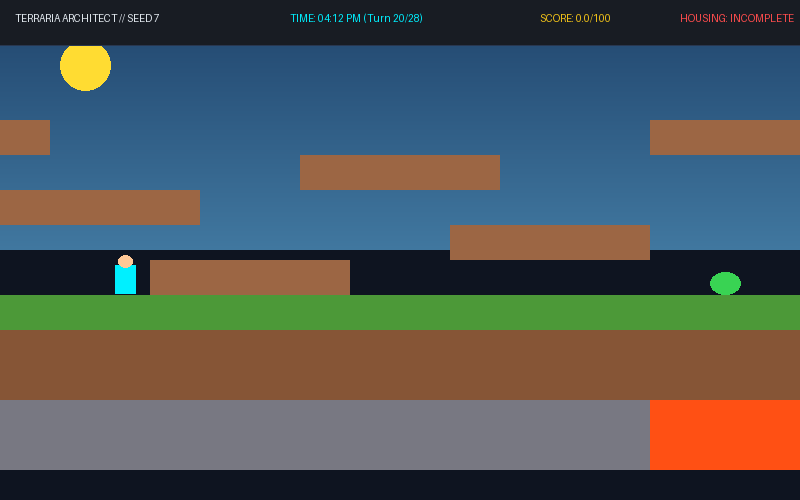 TERRARIA ARCHITECT // SEED 7
TIME: 04:12 PM (Turn 20/28)
SCORE: 0.0/100
HOUSING: INCOMPLETE